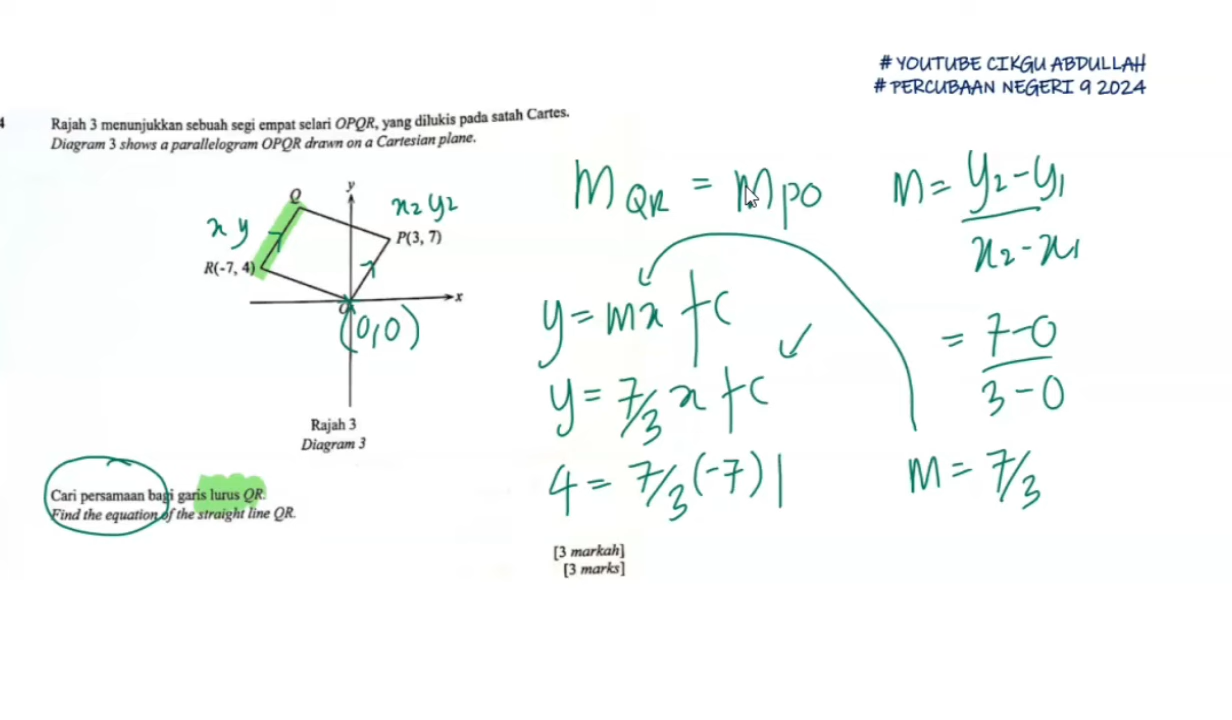 # YOUTUBE CIKGU ABDULLAH
# PERCUBAAN NEGERI 9 2024
4
Rajah 3 menunjukkan sebuah segi empat selari OPQR, yang dilukis pada satah Cartes.
Diagram 3 shows a parallelogram OPQR drawn on a Cartesian plane.
Q
y
x y
x2 y2
P(3, 7)
R(-7, 4)
x
O
(0,0)
Rajah 3
Diagram 3
Cari persamaan bagi garis lurus QR.
Find the equation of the straight line QR.
[3 markah]
[3 marks]
m QR = m PO
y = mx + c
y = 7/3 x + c
4 = 7/3 (-7) |
m = y2 - y1
x2 - x1
= 7-0
3-0
m = 7/3